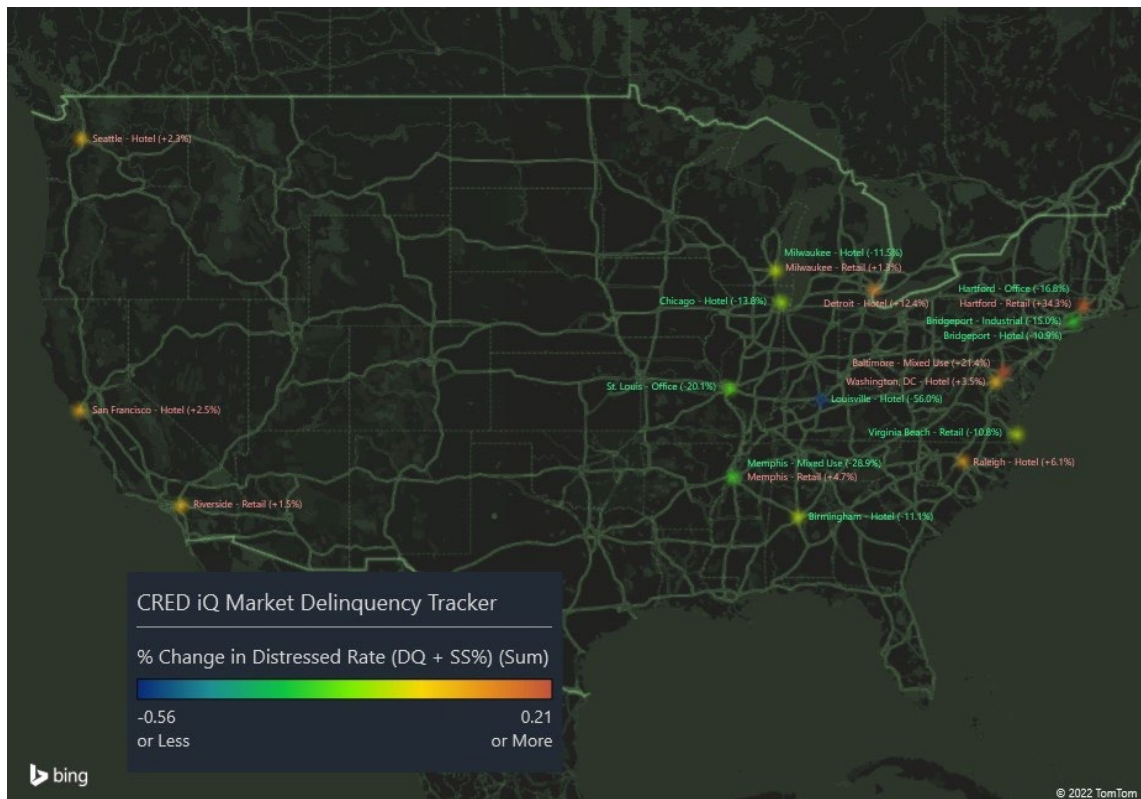 Seattle - Hotel (+2.3%)
Milwaukee - Hotel (-11.5%)
Milwaukee - Retail (+1.3%)
Hartford - Office (-16.8%)
Chicago - Hotel (-13.8%)
Detroit - Hotel (+12.4%)
Hartford - Retail (+34.3%)
Bridgeport - Industrial (-15.0%)
Bridgeport - Hotel (-10.9%)
Baltimore - Mixed Use (+21.4%)
Washington, DC - Hotel (+3.5%)
St. Louis - Office (-20.1%)
Louisville - Hotel (-56.0%)
San Francisco - Hotel (+2.5%)
Virginia Beach - Retail (-10.8%)
Memphis - Mixed Use (-28.9%)
Raleigh - Hotel (+6.1%)
Memphis - Retail (+4.7%)
Riverside - Retail (+1.5%)
Birmingham - Hotel (-11.1%)
CRED iQ Market Delinquency Tracker
% Change in Distressed Rate (DQ + SS%) (Sum)
-0.56 0.21
or Less or More
bing
© 2022 TomTom